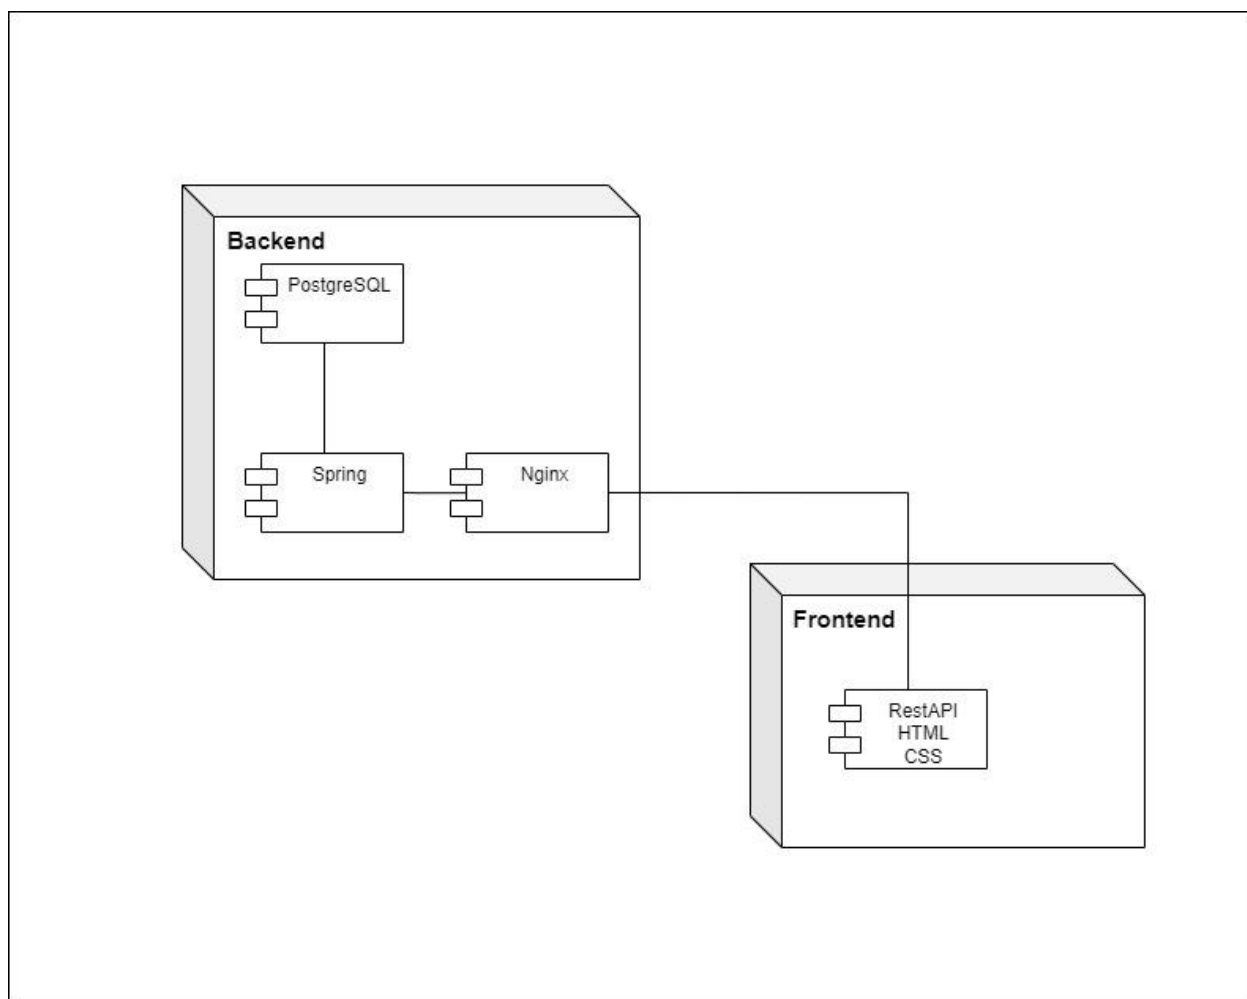 Backend
PostgreSQL
Spring
Nginx
Frontend
RestAPI
HTML
CSS